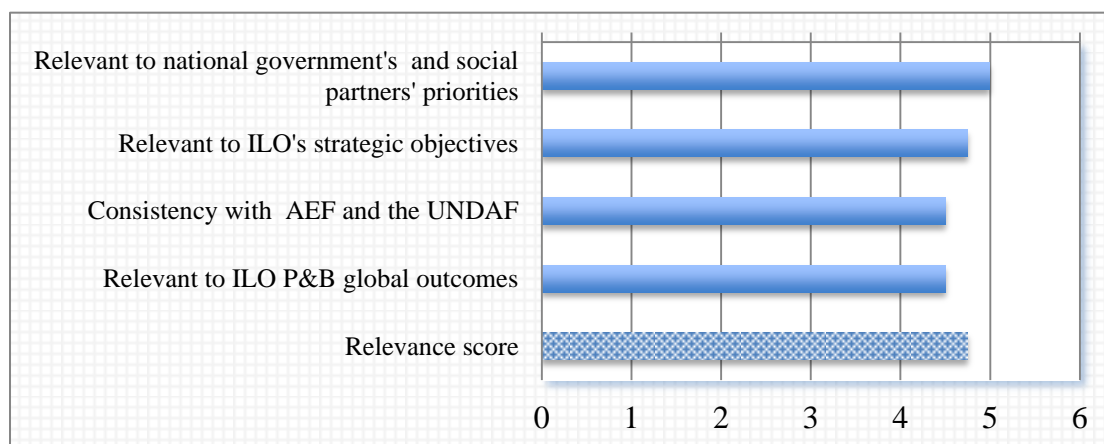 Relevant to national government's  and social
partners' priorities
Relevant to ILO's strategic objectives
Consistency with  AEF and the UNDAF
Relevant to ILO P&B global outcomes
Relevance score
0 1 2 3 4 5 6